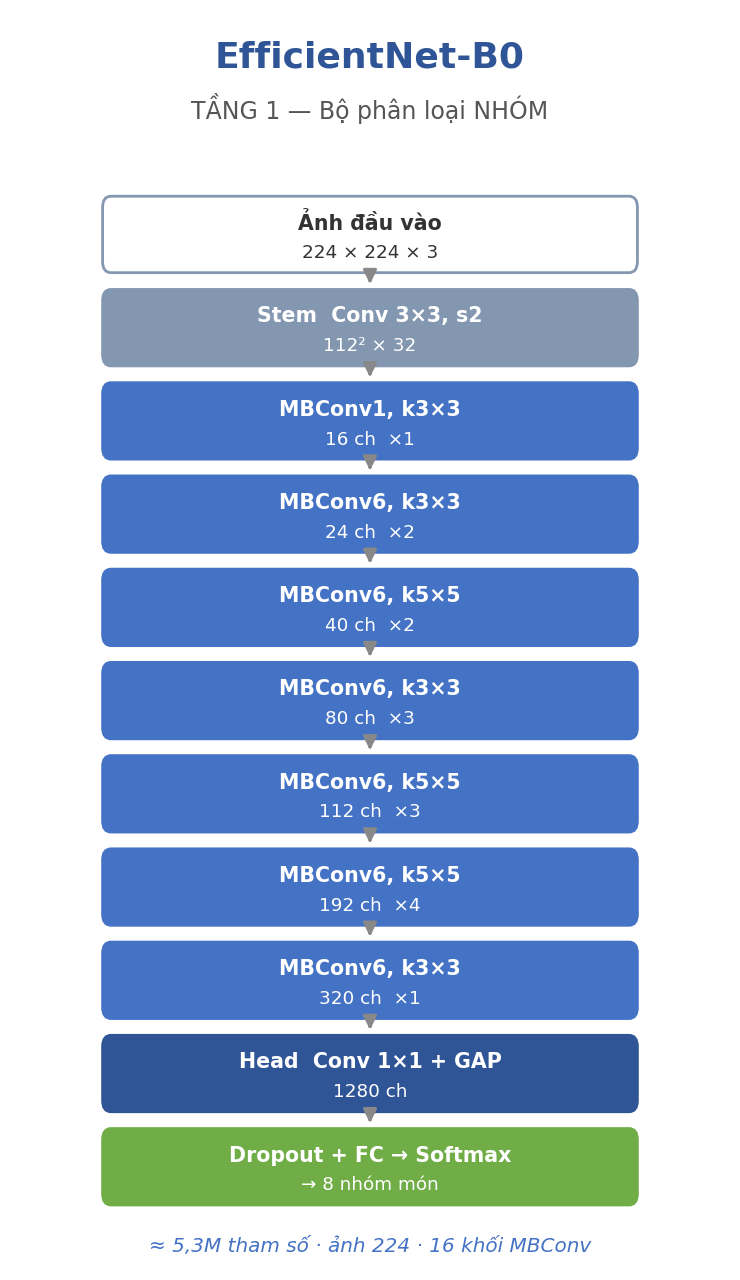 EfficientNet-B0
TẦNG 1 — Bộ phân loại NHÓM
Ảnh đầu vào
224 × 224 × 3
Stem  Conv 3×3, s2
112² × 32
MBConv1, k3×3
16 ch  ×1
MBConv6, k3×3
24 ch  ×2
MBConv6, k5×5
40 ch  ×2
MBConv6, k3×3
80 ch  ×3
MBConv6, k5×5
112 ch  ×3
MBConv6, k5×5
192 ch  ×4
MBConv6, k3×3
320 ch  ×1
Head  Conv 1×1 + GAP
1280 ch
Dropout + FC → Softmax
→ 8 nhóm món
≈ 5,3M tham số · ảnh 224 · 16 khối MBConv